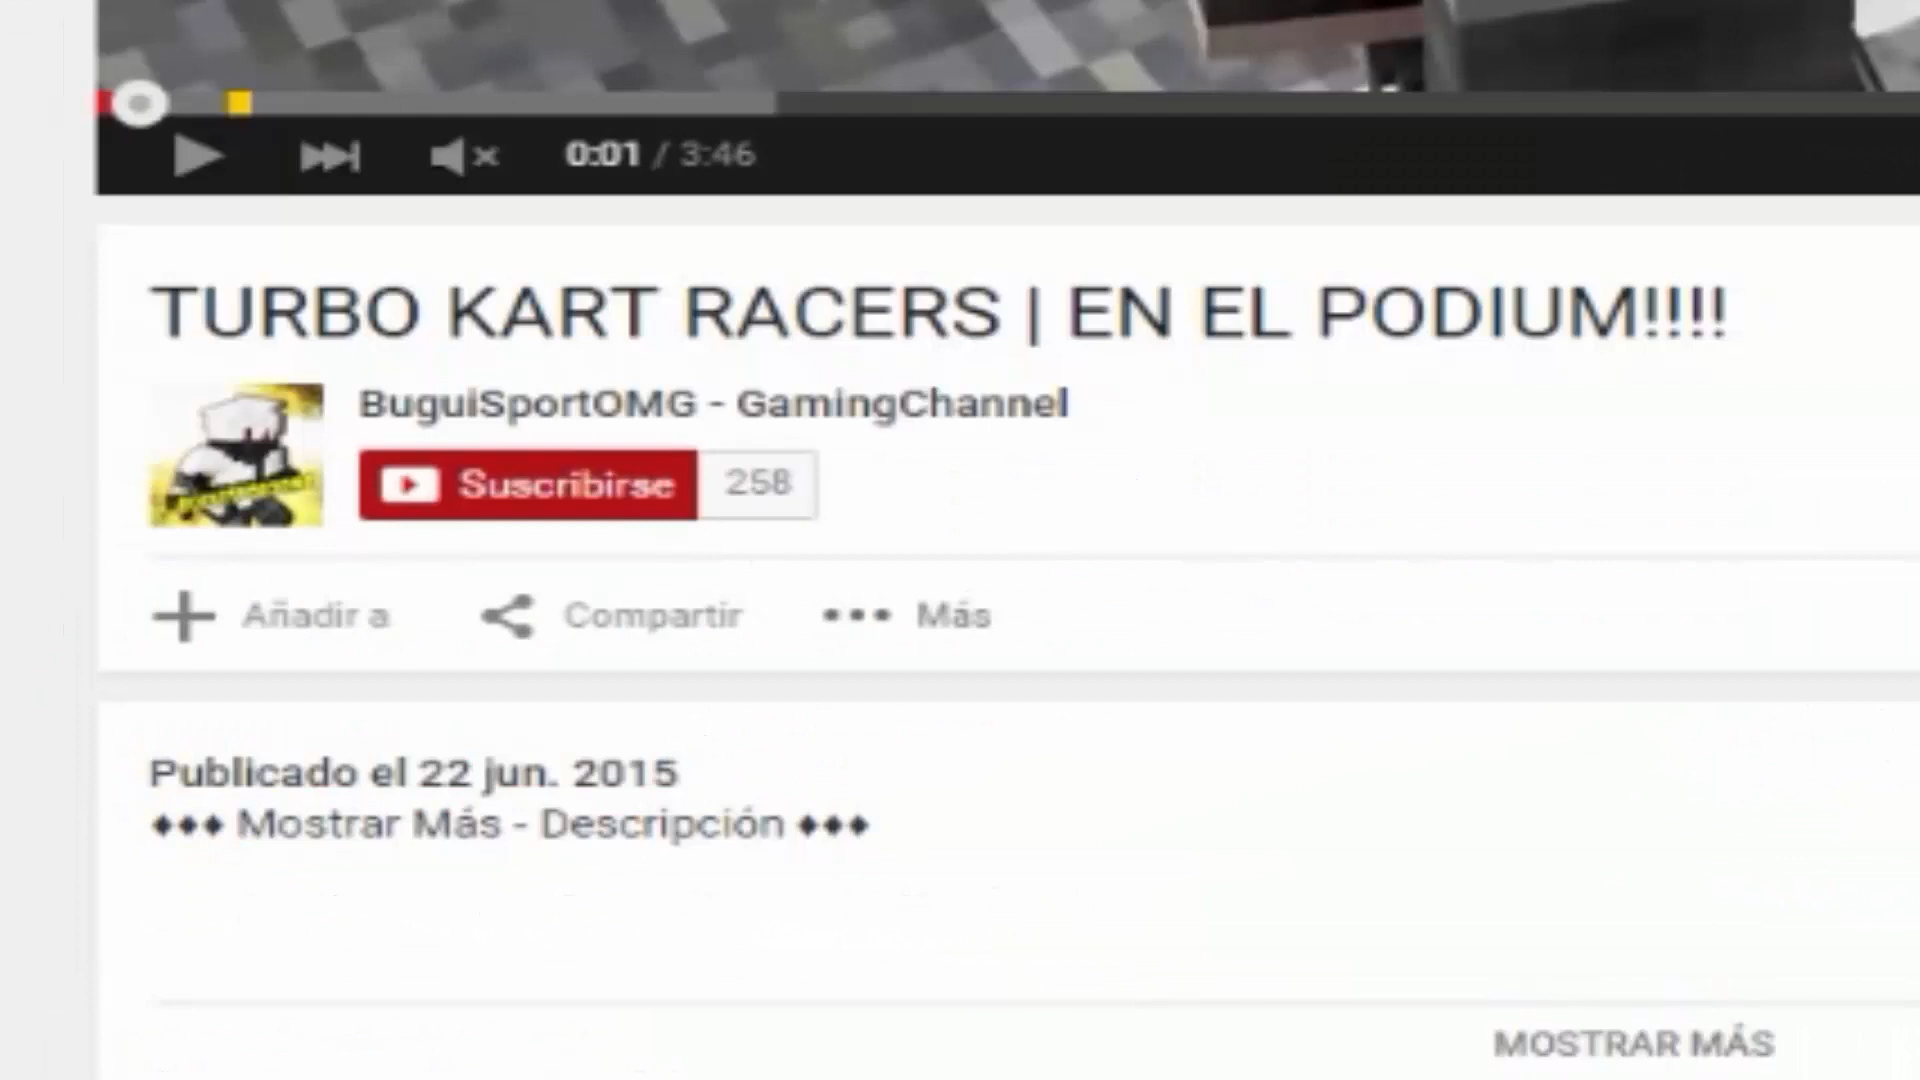 0:01 / 3:46
TURBO KART RACERS | EN EL PODIUM!!!!
BuguiSportOMG - GamingChannel
Suscribirse 258
Añadir a Compartir ••• Más
Publicado el 22 jun. 2015
♦♦♦ Mostrar Más - Descripción ♦♦♦
MOSTRAR MÁS